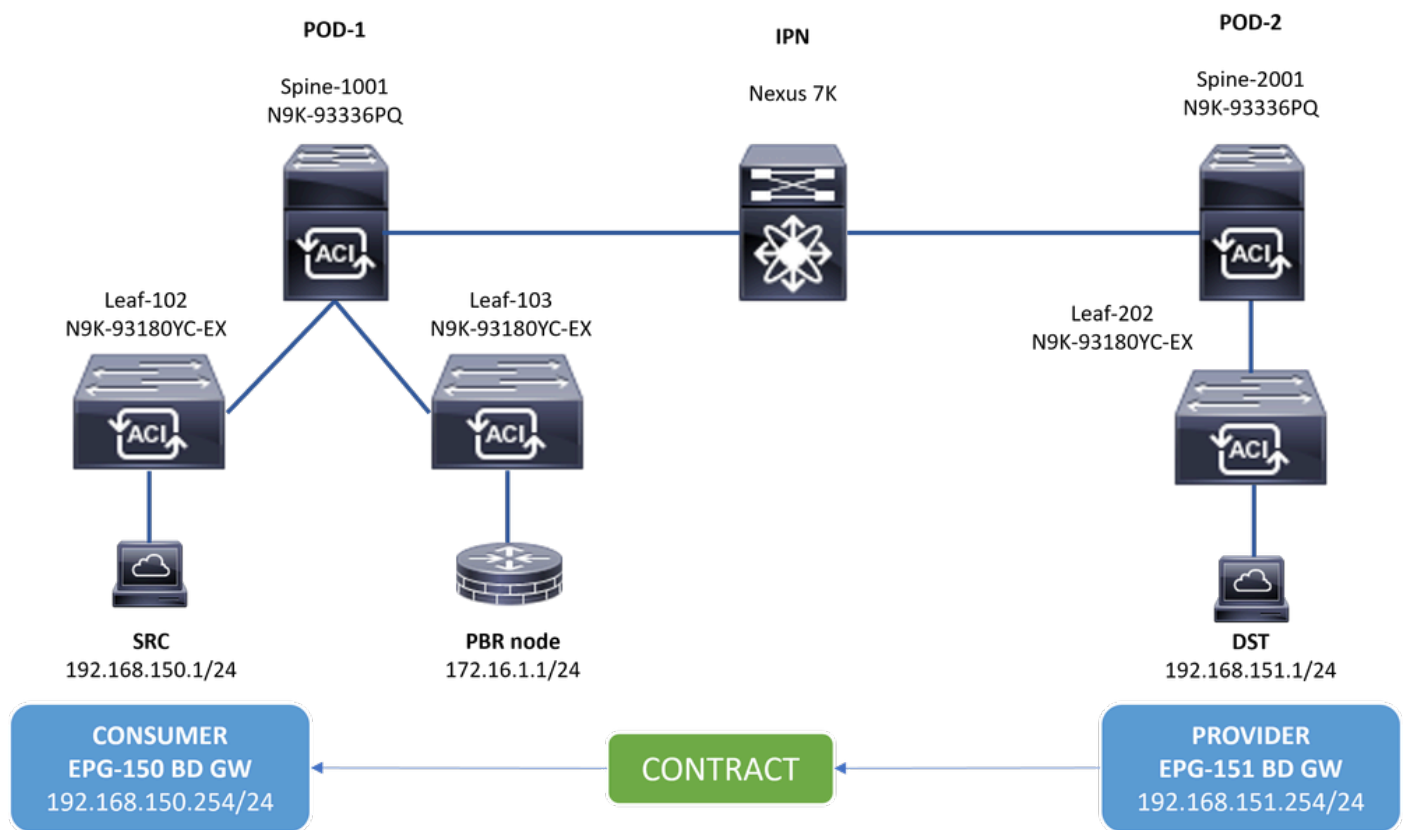 POD-1
IPN
POD-2
Spine-1001
N9K-93336PQ
Nexus 7K
Spine-2001
N9K-93336PQ
ACI
ACI
Leaf-102
N9K-93180YC-EX
Leaf-103
N9K-93180YC-EX
Leaf-202
N9K-93180YC-EX
ACI
ACI
ACI
SRC
192.168.150.1/24
PBR node
172.16.1.1/24
DST
192.168.151.1/24
CONSUMER
EPG-150 BD GW
192.168.150.254/24
CONTRACT
PROVIDER
EPG-151 BD GW
192.168.151.254/24